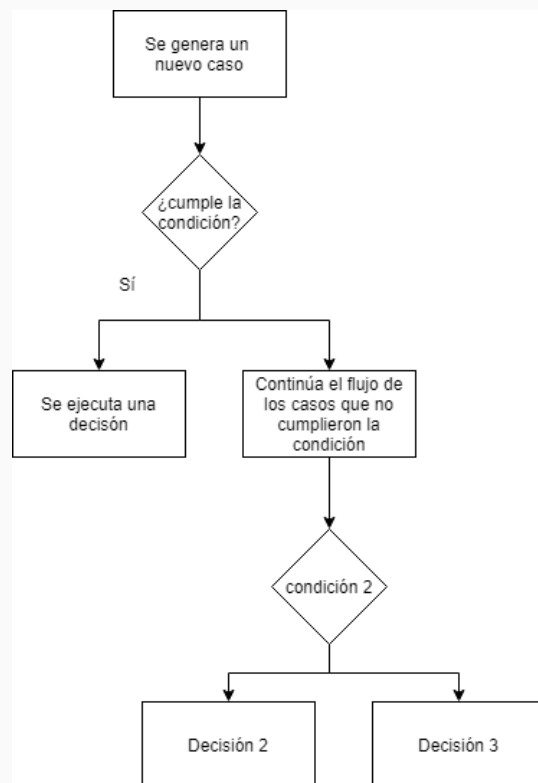 Se genera un
nuevo caso
¿cumple la
condición?
Sí
Se ejecuta una
decisón
Continúa el flujo de
los casos que no
cumplieron la
condición
condición 2
Decisión 2
Decisión 3